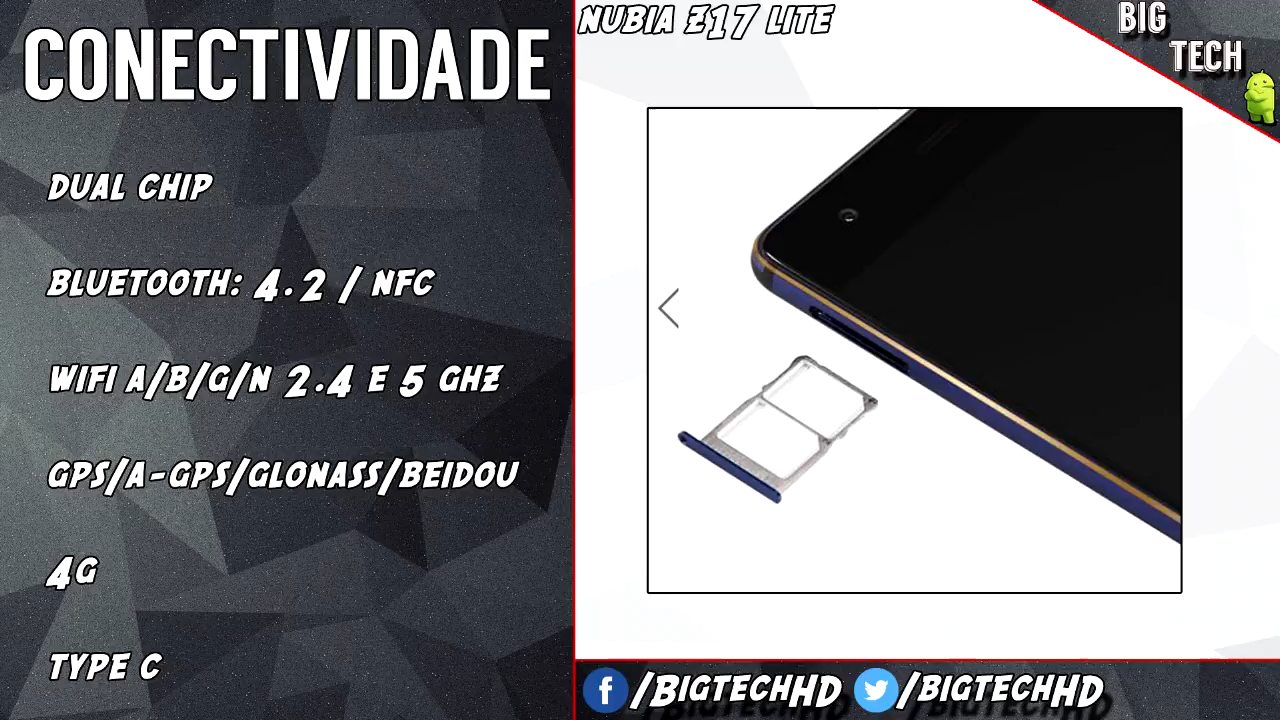 CONECTIVIDADE
DUAL CHIP
BLUETOOTH: 4.2 / NFC
WIFI A/B/G/N 2.4 E 5 GHZ
GPS/A-GPS/GLONASS/BEIDOU
4G
TYPE C
NUBIA Z17 LITE
BIG
TECH
/BIGTECHHD
/BIGTECHHD